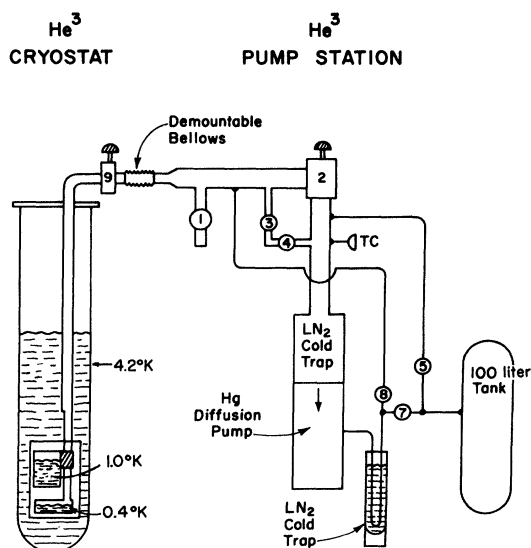 He³
CRYOSTAT
He³
PUMP STATION
Demountable
Bellows
9
2
1
3
4
TC
4.2°K
LN₂
Cold
Trap
5
100 liter
Tank
8
7
Hg
Diffusion
Pump
1.0°K
0.4°K
LN₂
Cold
Trap